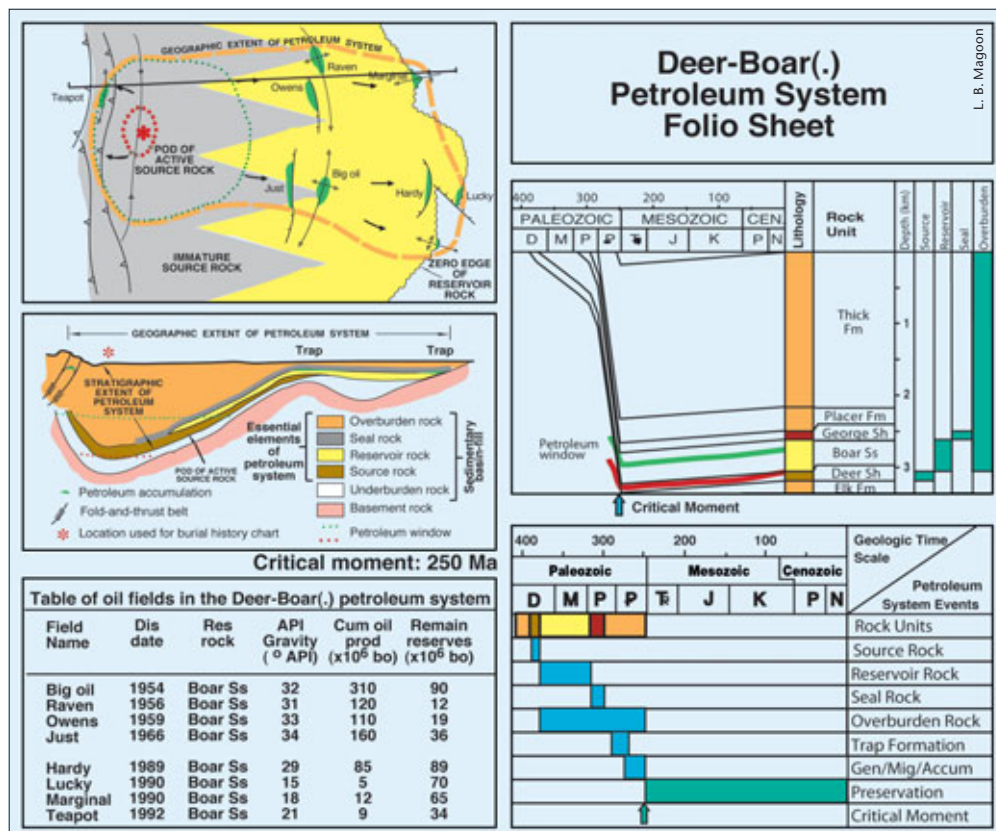 GEOGRAPHIC EXTENT OF PETROLEUM SYSTEM
Raven
Marginal
Owens
Teapot
POD OF
ACTIVE
SOURCE ROCK
Just
Big oil
Hardy
Lucky
IMMATURE
SOURCE ROCK
ZERO EDGE
OF
RESERVOIR
ROCK
GEOGRAPHIC EXTENT OF PETROLEUM SYSTEM
Trap
Trap
STRATIGRAPHIC
EXTENT OF
PETROLEUM
SYSTEM
POD OF ACTIVE
SOURCE ROCK
Essential
elements
of
petroleum
system
Overburden rock
Seal rock
Reservoir rock
Source rock
Underburden rock
Basement rock
Sedimentary
basin-fill
Petroleum accumulation
Fold-and-thrust belt
Location used for burial history chart
Petroleum window
Critical moment: 250 Ma
Table of oil fields in the Deer-Boar(.) petroleum system
Field Name Dis date Res rock API Gravity (° API) Cum oil prod (x10⁶ bo) Remain reserves (x10⁶ bo)
Big oil 1954 Boar Ss 32 310 90
Raven 1956 Boar Ss 31 120 12
Owens 1959 Boar Ss 33 110 19
Just 1966 Boar Ss 34 160 36
Hardy 1989 Boar Ss 29 85 89
Lucky 1990 Boar Ss 15 5 70
Marginal 1990 Boar Ss 18 12 65
Teapot 1992 Boar Ss 21 9 34
Deer-Boar(.)
Petroleum System
Folio Sheet
L. B. Magoon
400 300 200 100
PALEOZOIC MESOZOIC CEN.
D M P P TR J K P N
Lithology
Rock
Unit
Depth (km)
Source
Reservoir
Seal
Overburden
Thick
Fm
1
2
Placer Fm
George Sh
Boar Ss
Deer Sh
3
Elk Fm
Petroleum
window
Critical Moment
400 300 200 100
Geologic Time
Scale
Paleozoic Mesozoic Cenozoic
Petroleum
System Events
D M P P TR J K P N
Rock Units
Source Rock
Reservoir Rock
Seal Rock
Overburden Rock
Trap Formation
Gen/Mig/Accum
Preservation
Critical Moment